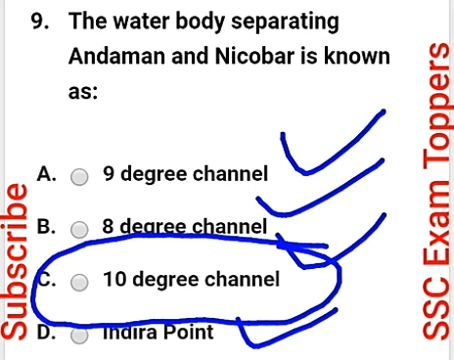 9. The water body separating
Andaman and Nicobar is known
as:
A. 9 degree channel
B. 8 degree channel
C. 10 degree channel
D. Indira Point
Subscribe
SSC Exam Toppers